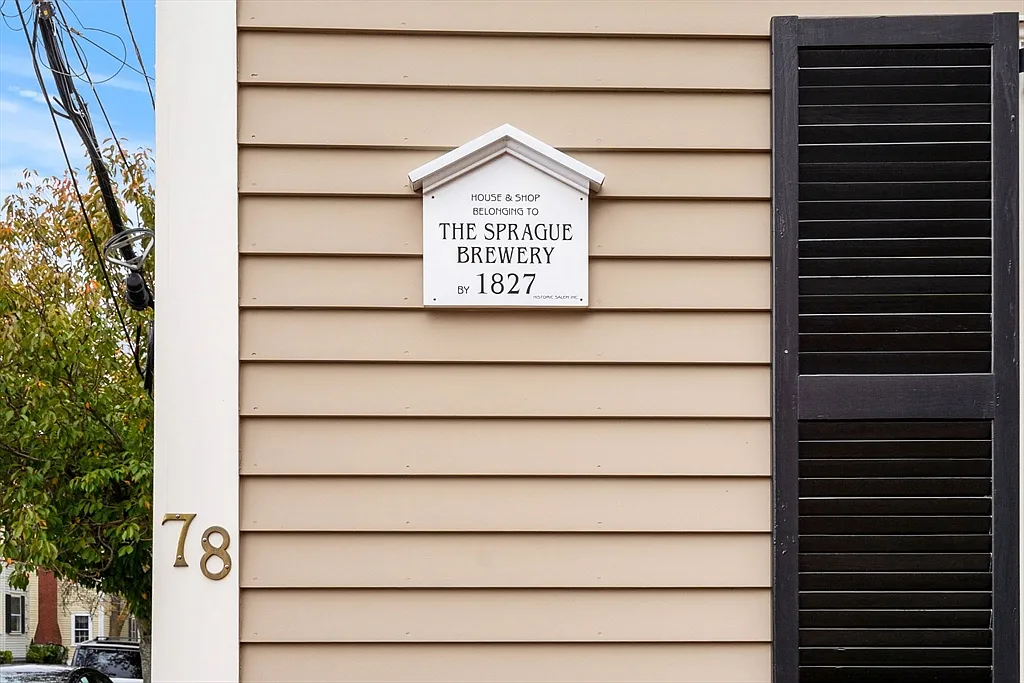 HOUSE & SHOP
BELONGING TO
THE SPRAGUE
BREWERY
BY 1827
HISTORIC SALEM INC.
78